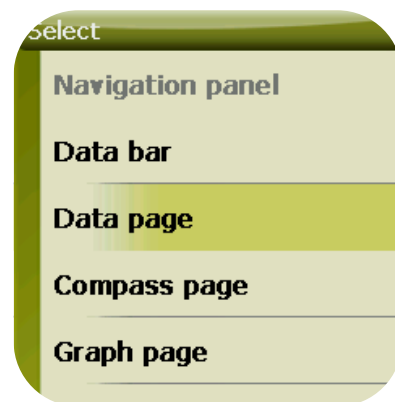 Select
Navigation panel
Data bar
Data page
Compass page
Graph page